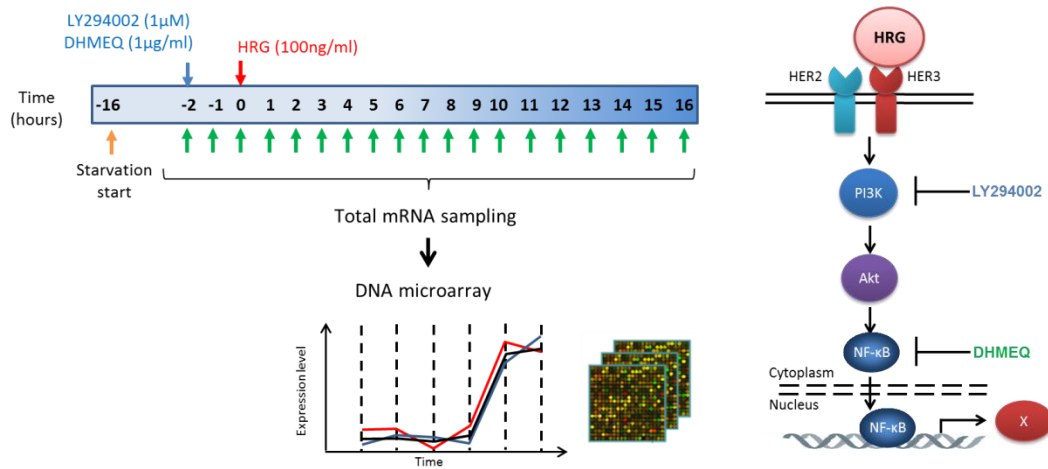 LY294002 (1µM)
DHMEQ (1µg/ml)
HRG (100ng/ml)
Time
(hours)
-16 -2 -1 0 1 2 3 4 5 6 7 8 9 10 11 12 13 14 15 16
Starvation
start
Total mRNA sampling
DNA microarray
Expression level
Time
HRG
HER2
HER3
PI3K
LY294002
Akt
NF-κB
DHMEQ
Cytoplasm
Nucleus
NF-κB
X